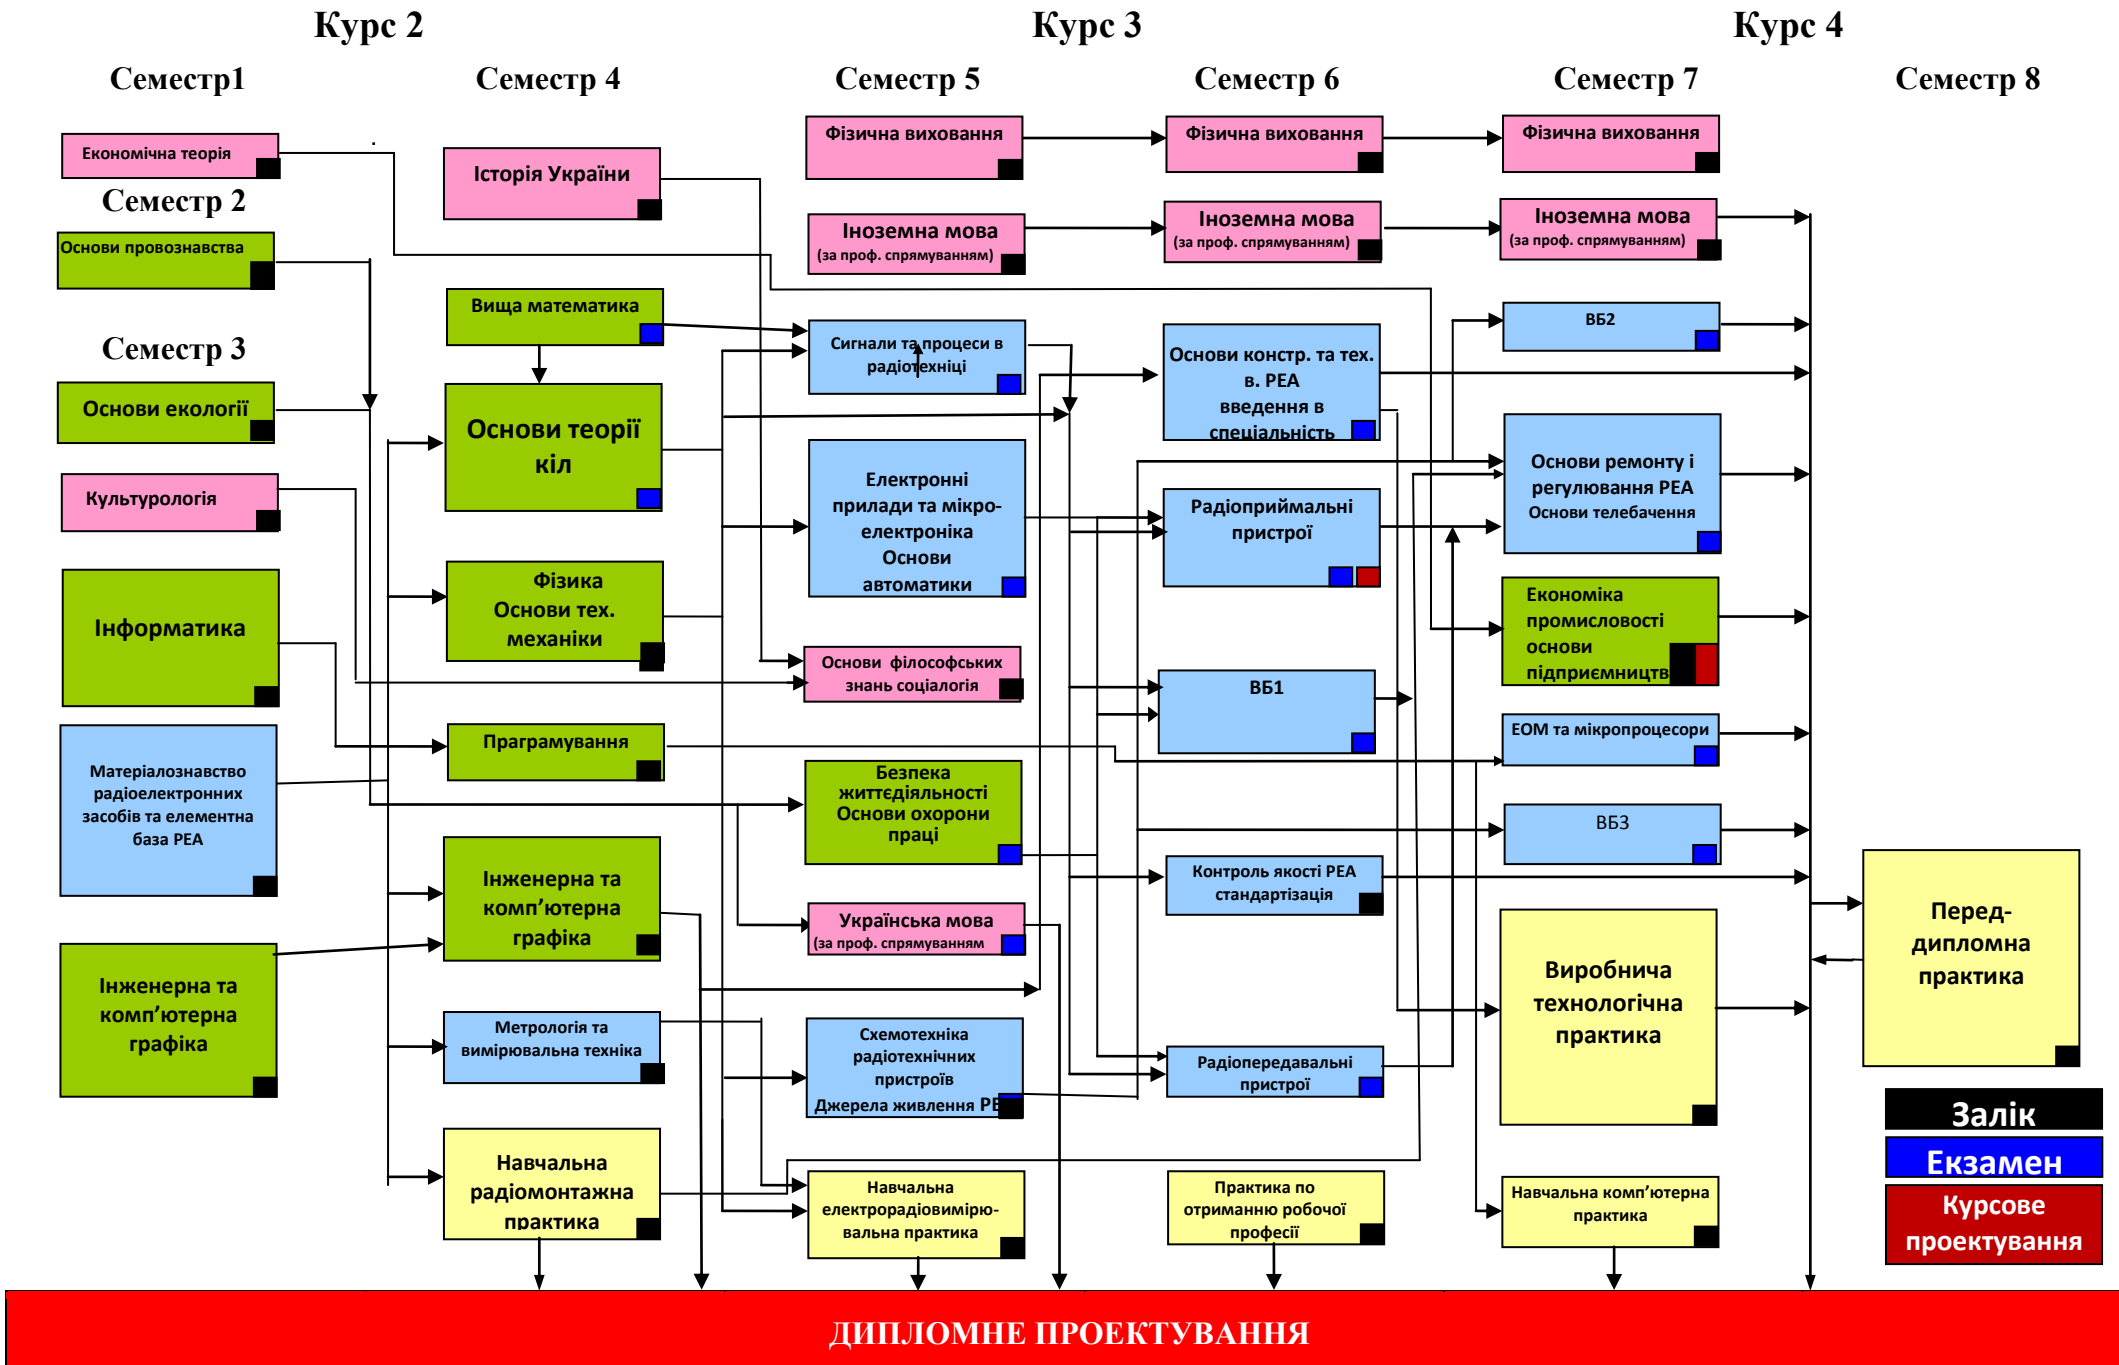 Курс 2
Курс 3
Курс 4
Семестр1
Семестр 4
Семестр 5
Семестр 6
Семестр 7
Семестр 8
Економічна теорія
Семестр 2
Основи провознавства
Семестр 3
Основи екології
Культурологія
Інформатика
Матеріалознавство
радіоелектронних
засобів та елементна
база РЕА
Інженерна та
комп’ютерна
графіка
Історія України
Вища математика
Основи теорії
кіл
Фізика
Основи тех.
механіки
Праграмування
Інженерна та
комп’ютерна
графіка
Метрологія та
вимірювальна техніка
Навчальна
радіомонтажна
практика
Фізична виховання
Іноземна мова
(за проф. спрямуванням)
Сигнали та процеси в
радіотехніці
Електронні
прилади та мікро-
електроніка
Основи
автоматики
Основи філософських
знань соціалогія
Безпека
життєдіяльності
Основи охорони
праці
Українська мова
(за проф. спрямуванням
Схемотехніка
радіотехнічних
пристроїв
Джерела живлення РЕ
Навчальна
електрорадіовимірю-
вальна практика
Фізична виховання
Іноземна мова
(за проф. спрямуванням)
Основи констр. та тех.
в. РЕА
введення в
спеціальність
Радіоприймальні
пристрої
ВБ1
Контроль якості РЕА
стандартізація
Радіопередавальні
пристрої
Практика по
отриманню робочої
професії
Фізична виховання
Іноземна мова
(за проф. спрямуванням)
ВБ2
Основи ремонту і
регулювання РЕА
Основи телебачення
Економіка
промисловості
основи
підприємництв
ЕОМ та мікропроцесори
ВБ3
Виробнича
технологічна
практика
Навчальна комп’ютерна
практика
Перед-
дипломна
практика
Залік
Екзамен
Курсове
проектування
ДИПЛОМНЕ ПРОЕКТУВАННЯ